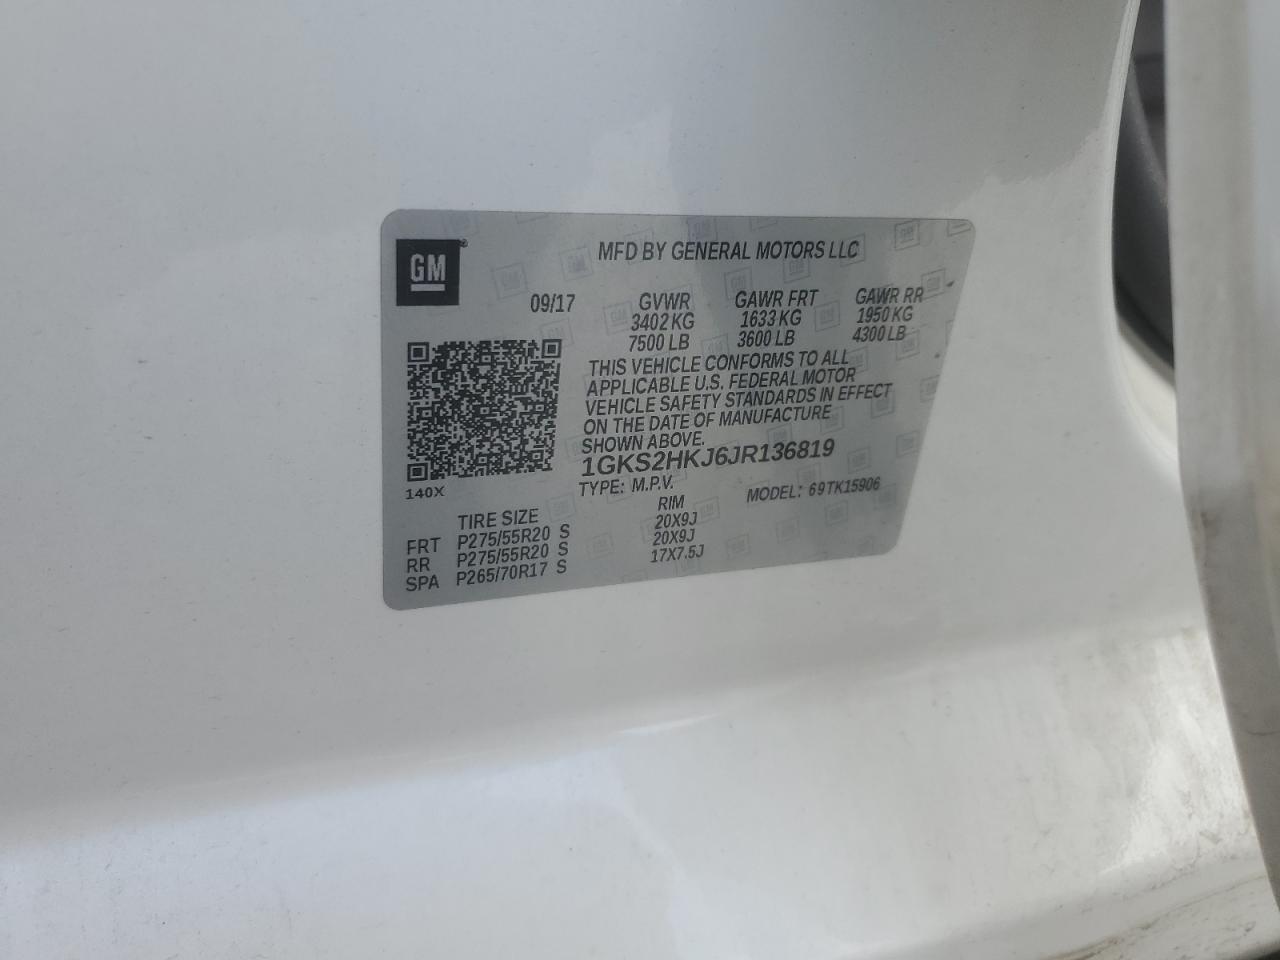 GM
MFD BY GENERAL MOTORS LLC
09/17 GVWR GAWR FRT GAWR RR
3402 KG 1633 KG 1950 KG
7500 LB 3600 LB 4300 LB
THIS VEHICLE CONFORMS TO ALL
APPLICABLE U.S. FEDERAL MOTOR
VEHICLE SAFETY STANDARDS IN EFFECT
ON THE DATE OF MANUFACTURE
SHOWN ABOVE.
1GKS2HKJ6JR136819
140X TYPE: M.P.V. MODEL: 69TK15906
TIRE SIZE RIM
FRT P275/55R20 S 20X9J
RR P275/55R20 S 20X9J
SPA P265/70R17 S 17X7.5J